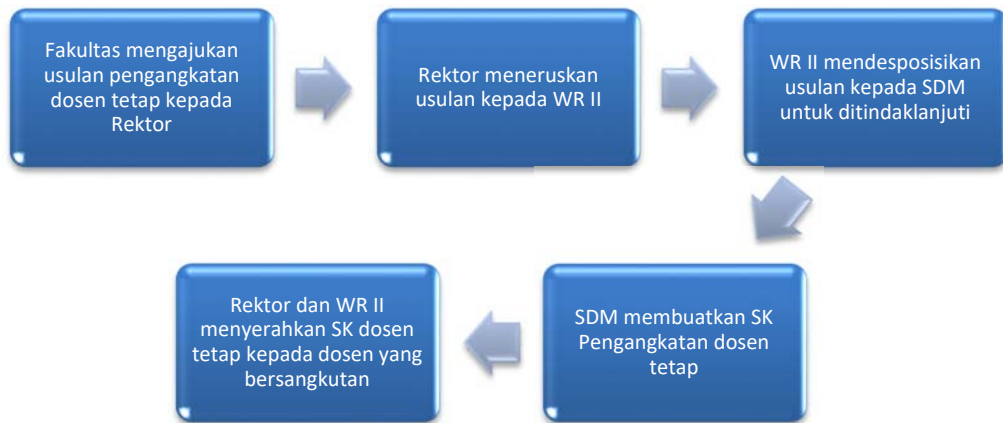 Fakultas mengajukan
usulan pengangkatan
dosen tetap kepada
Rektor
Rektor meneruskan
usulan kepada WR II
WR II mendesposisikan
usulan kepada SDM
untuk ditindaklanjuti
SDM membuatkan SK
Pengangkatan dosen
tetap
Rektor dan WR II
menyerahkan SK dosen
tetap kepada dosen yang
bersangkutan